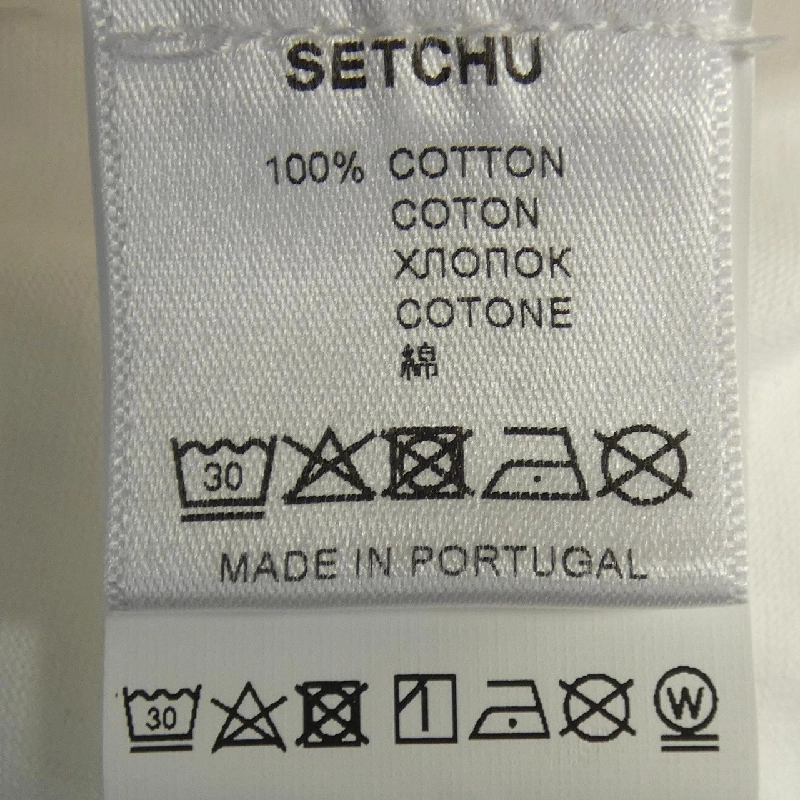 SETCHU
100% COTTON
COTON
ХЛОПОК
COTONE
綿
30
MADE IN PORTUGAL
30 W